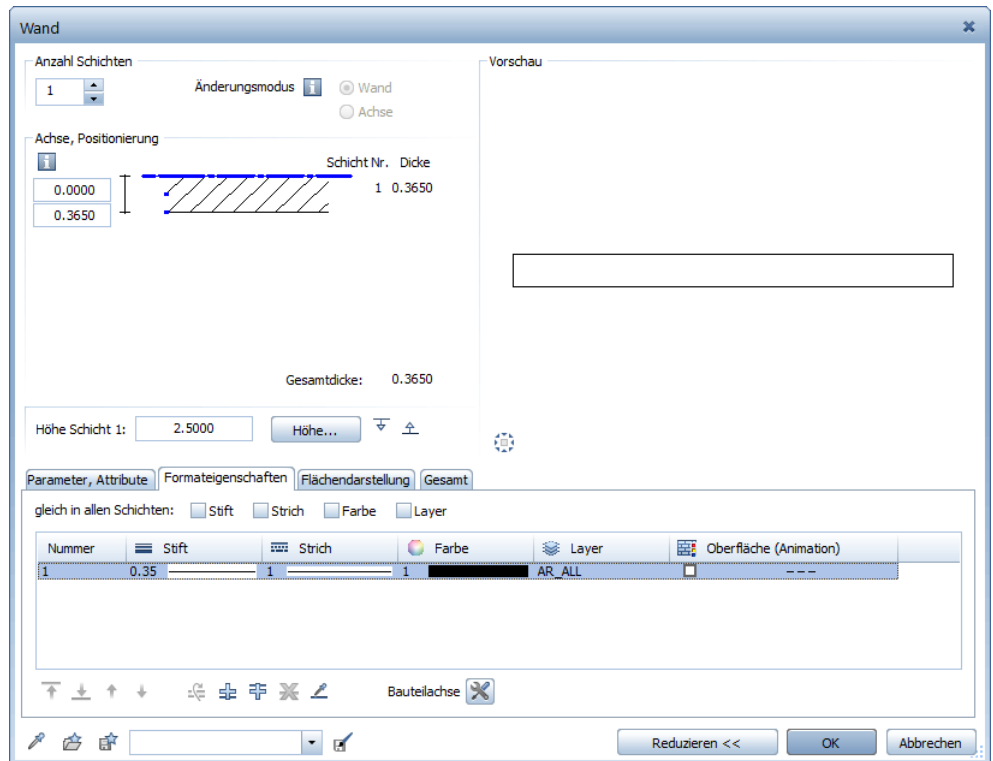 Wand
Anzahl Schichten
1
Änderungsmodus
Wand
Achse
Achse, Positionierung
Schicht Nr. Dicke
0.0000
1 0.3650
0.3650
Gesamtdicke: 0.3650
Höhe Schicht 1: 2.5000 Höhe...
Vorschau
Parameter, Attribute Formateigenschaften Flächendarstellung Gesamt
gleich in allen Schichten: Stift Strich Farbe Layer
Nummer Stift Strich Farbe Layer Oberfläche (Animation)
1 0.35 1 1 AR_ALL ---
Bauteilachse
Reduzieren << OK Abbrechen